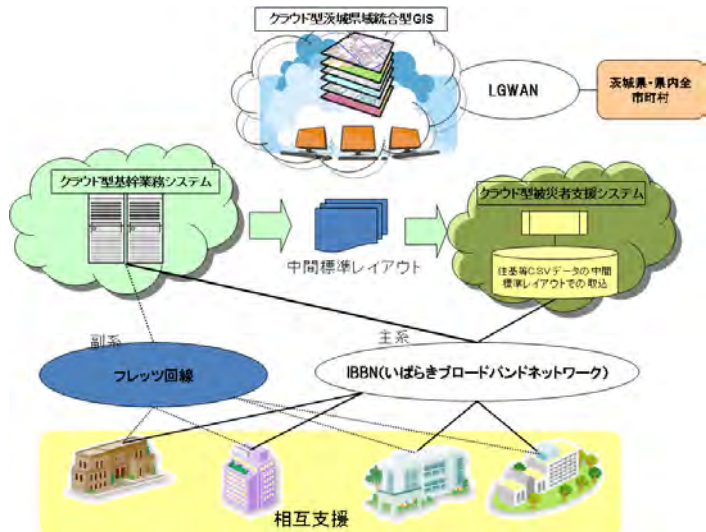 クラウド型茨城県域統合型GIS
LGWAN
茨城県・県内全
市町村
クラウド型基幹業務システム
クラウド型被災者支援システム
中間標準レイアウト
住基等CSVデータの中間
標準レイアウトでの取込
副系
主系
フレッツ回線
IBBN(いばらきブロードバンドネットワーク)
相互支援